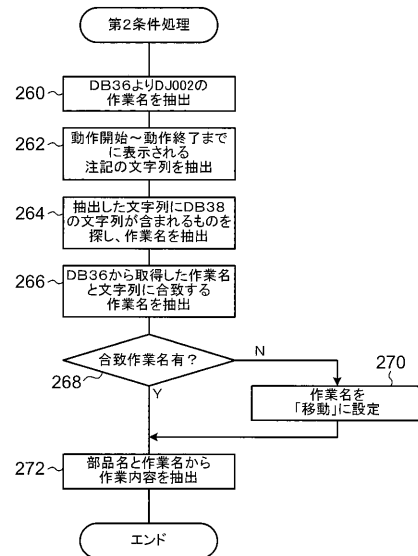 第2条件処理
260
DB36よりDJ002の
作業名を抽出
262
動作開始~動作終了まで
に表示される
注記の文字列を抽出
264
抽出した文字列にDB38
の文字列が含まれるものを
探し、作業名を抽出
266
DB36から取得した作業名
と文字列に合致する
作業名を抽出
合致作業名有?
N
268
Y
270
作業名を
「移動」に設定
272
部品名と作業名から
作業内容を抽出
エンド